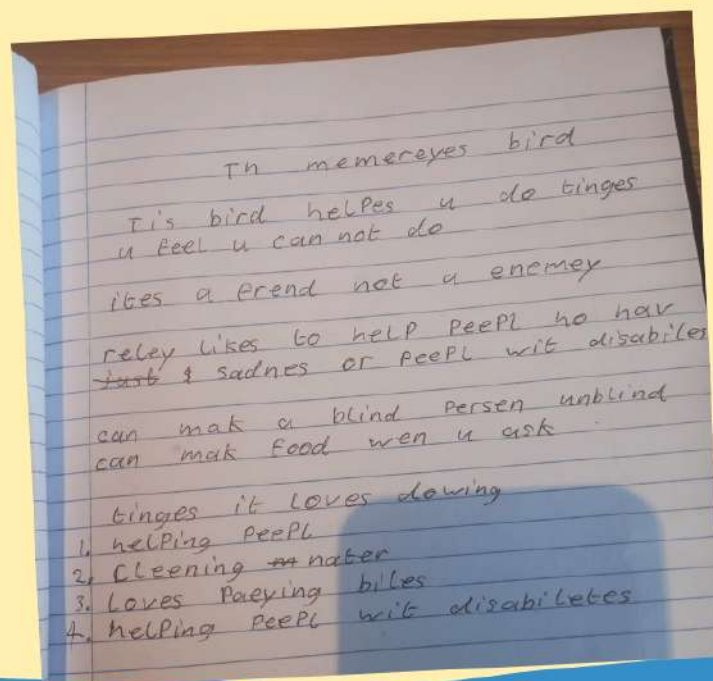 Th memereyes bird
Tis bird helpes u do tinges
u feel u can not do
ites a frend not a enemey
reley likes to help peepl ho hav
just & sadnes or peepl wit disabiles
can mak a blind persen unblind
can mak food wen u ask
tinges it loves dowing
1. helping peepl
2. Cleening nater
3. Loves paeying biles
4. helping peepl wit disabiletes